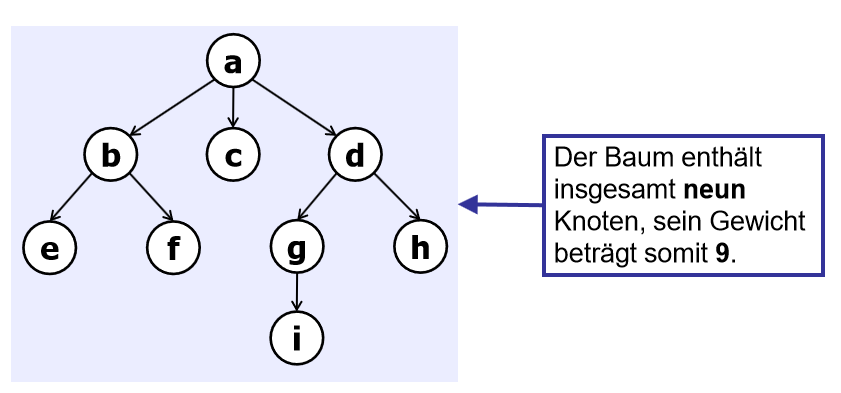 a
b
c
d
e
f
g
h
i
Der Baum enthält
insgesamt neun
Knoten, sein Gewicht
beträgt somit 9.